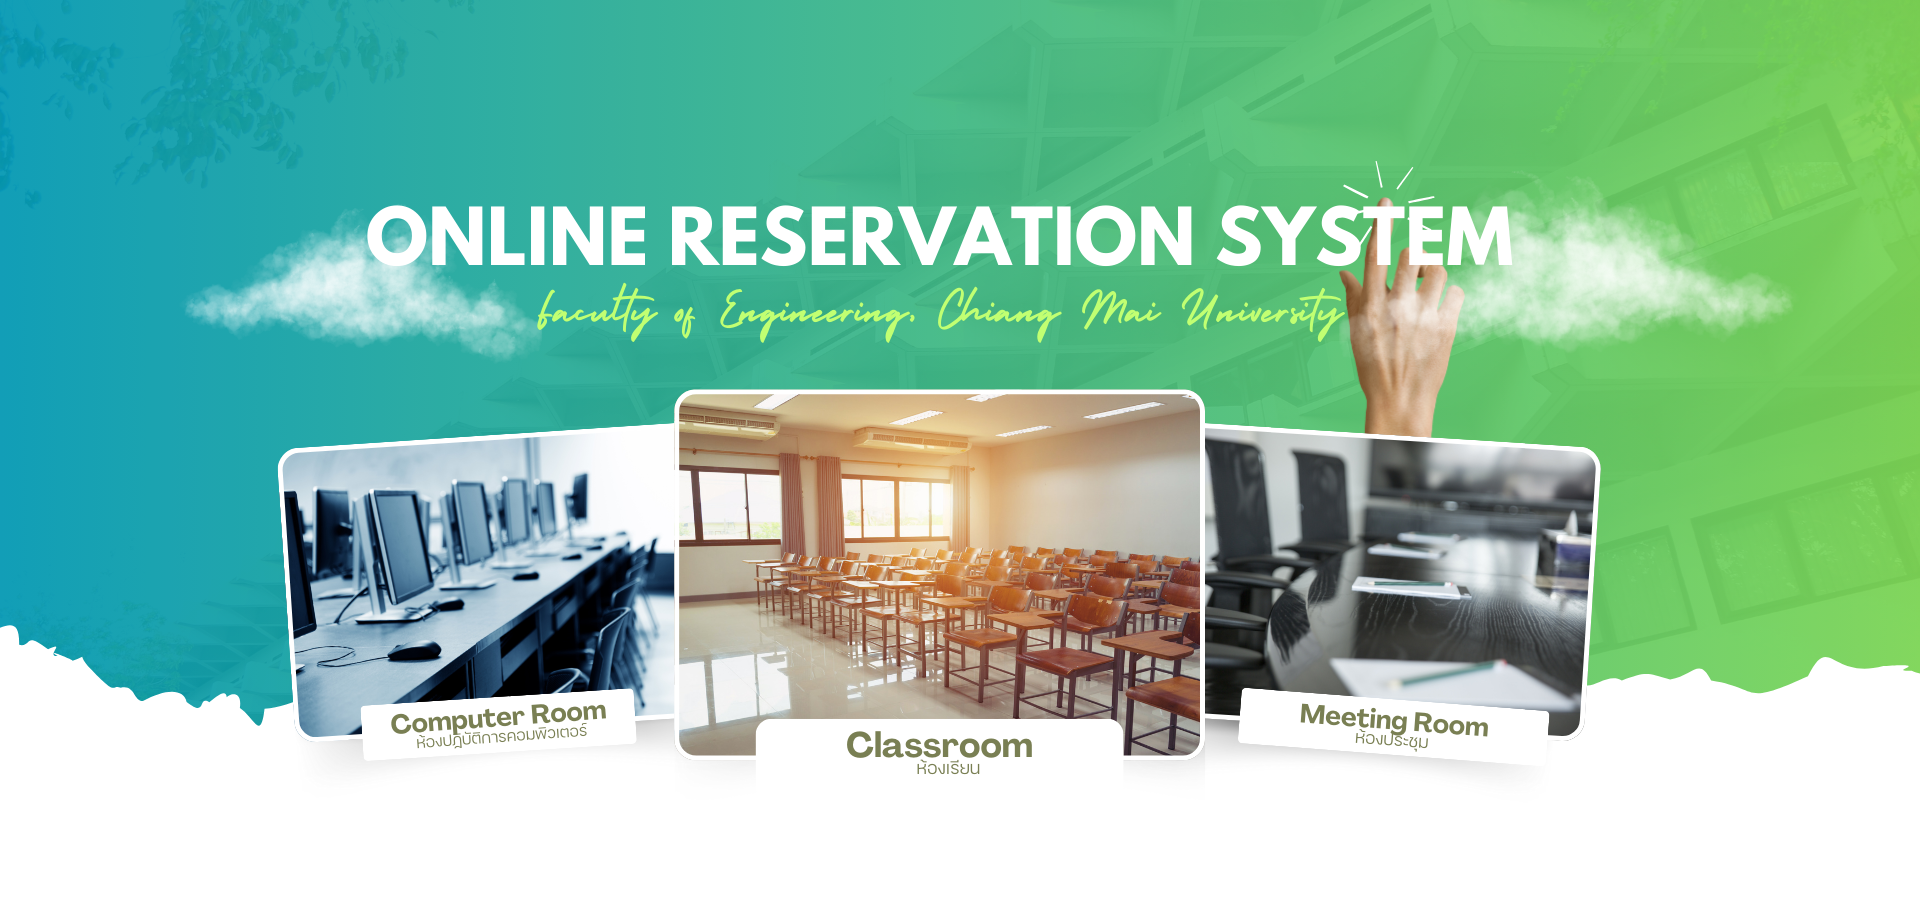 ONLINE RESERVATION SYSTEM
faculty of Engineering, Chiang Mai University
Computer Room
ห้องปฏิบัติการคอมพิวเตอร์
Classroom
ห้องเรียน
Meeting Room
ห้องประชุม